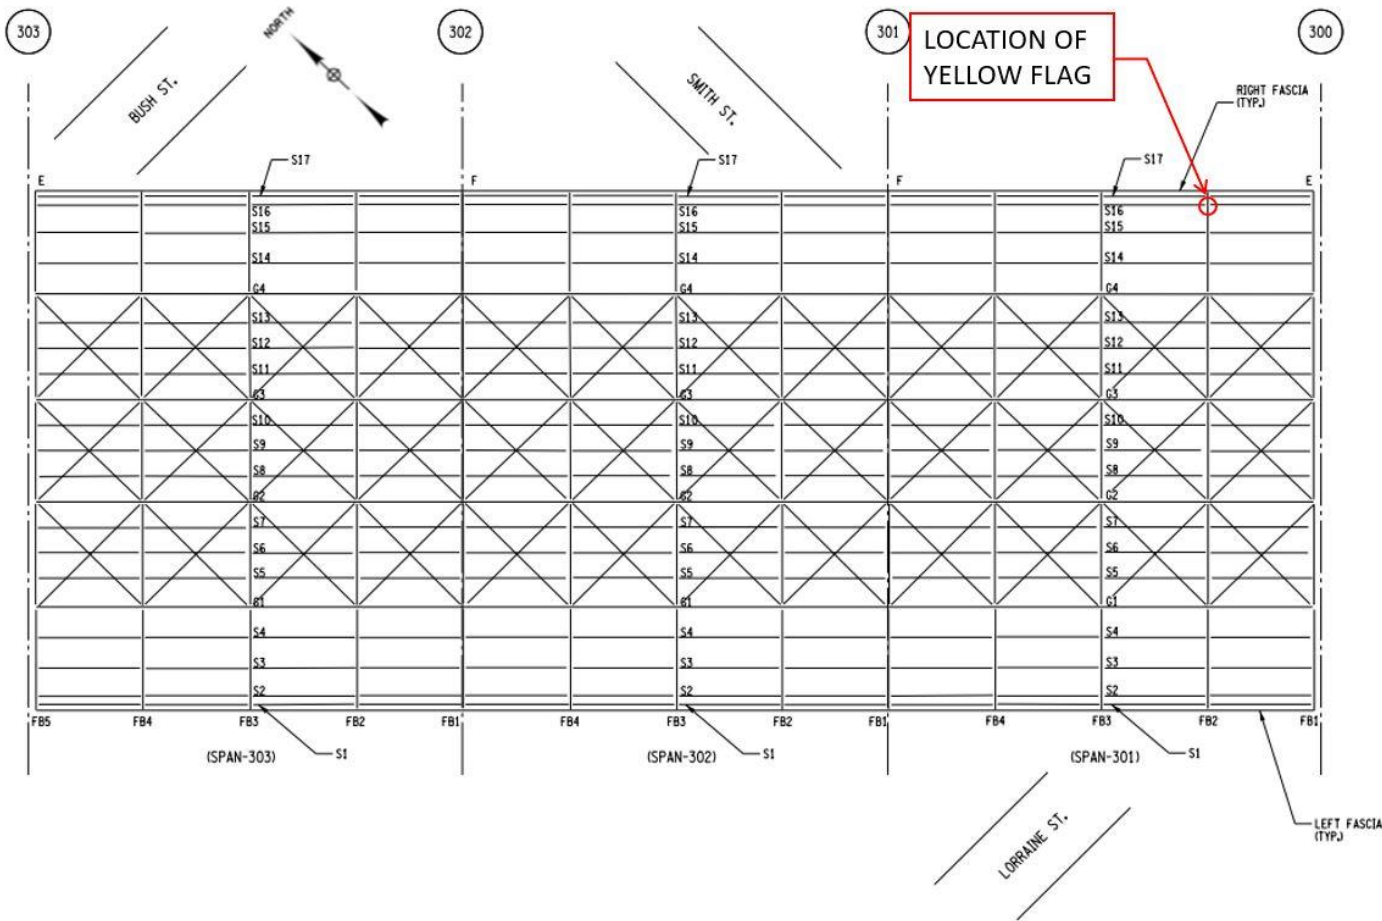 303
302
301
300
NORTH
BUSH ST.
SMITH ST.
LOCATION OF
YELLOW FLAG
RIGHT FASCIA
(TYP.)
S17
S17
S17
E
F
F
E
S16
S16
S16
S15
S15
S15
S14
S14
S14
G4
G4
G4
S13
S13
S13
S12
S12
S12
S11
S11
S11
G3
G3
G3
S10
S10
S10
S9
S9
S9
S8
S8
S8
G2
G2
G2
S7
S7
S7
S6
S6
S6
S5
S5
S5
G1
G1
G1
S4
S4
S4
S3
S3
S3
S2
S2
S2
FB5
FB4
FB3
FB2
FB1
FB4
FB3
FB2
FB1
FB4
FB3
FB2
FB1
(SPAN-303)
S1
(SPAN-302)
S1
(SPAN-301)
S1
LORRAINE ST.
LEFT FASCIA
(TYP.)